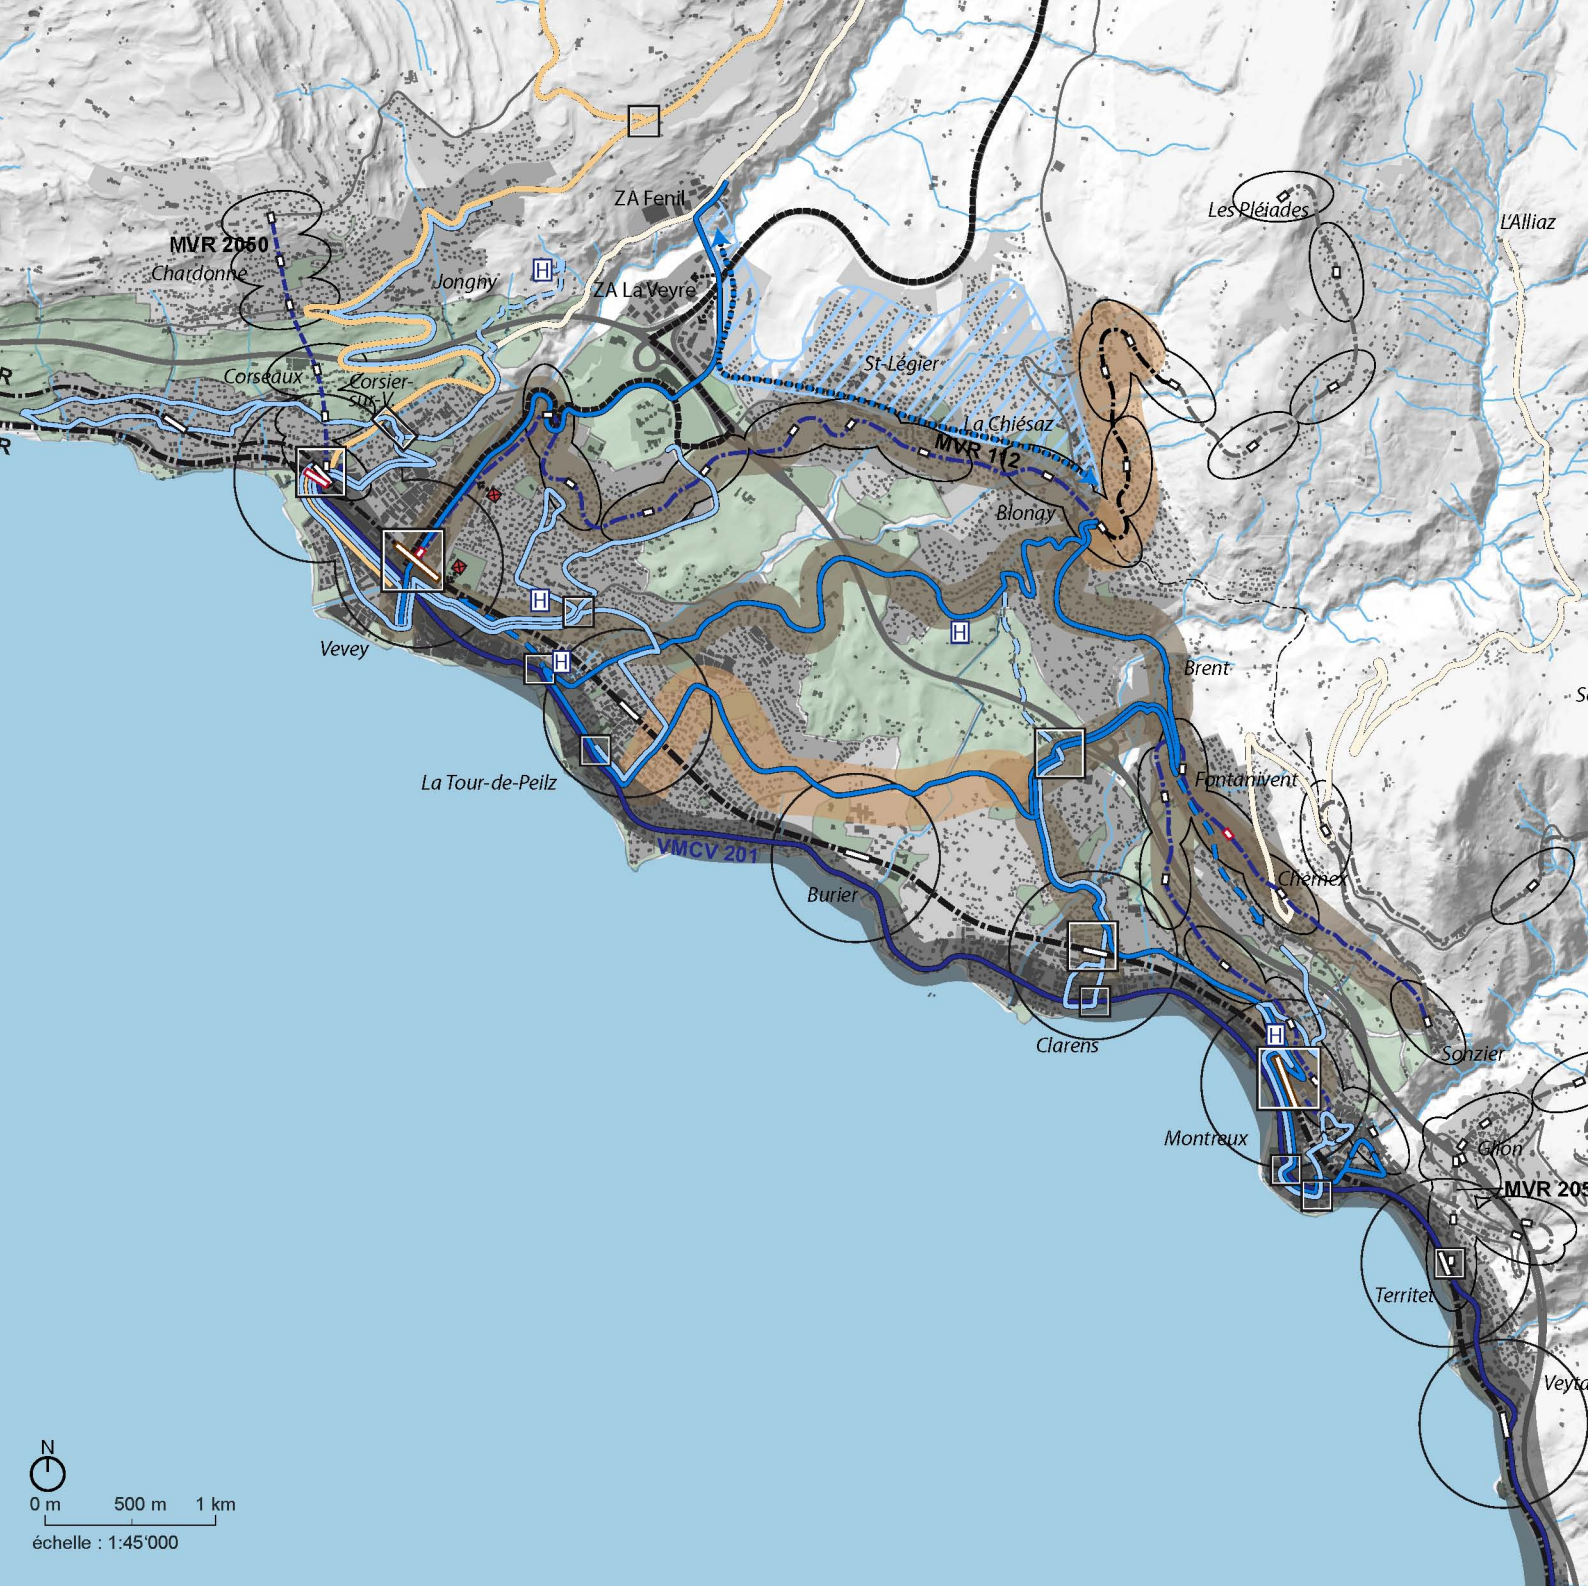 ZA Fenil
Les Pléiades
L'Alliaz
MVR 2060
Chardonne
Jongny
H
ZA La Veyre
St-Légier
R
Corseaux
Corsier-
sur-V.
La Chiésaz
MVR 112
R
Blonay
H
H
Vevey
H
Brent
La Tour-de-Peilz
Fontanivent
VMCV 201
Chernex
Burier
H
Clarens
Sonzier
Montreux
Glion
MVR 205
Territet
Veyta
N
0 m 500 m 1 km
échelle : 1:45'000